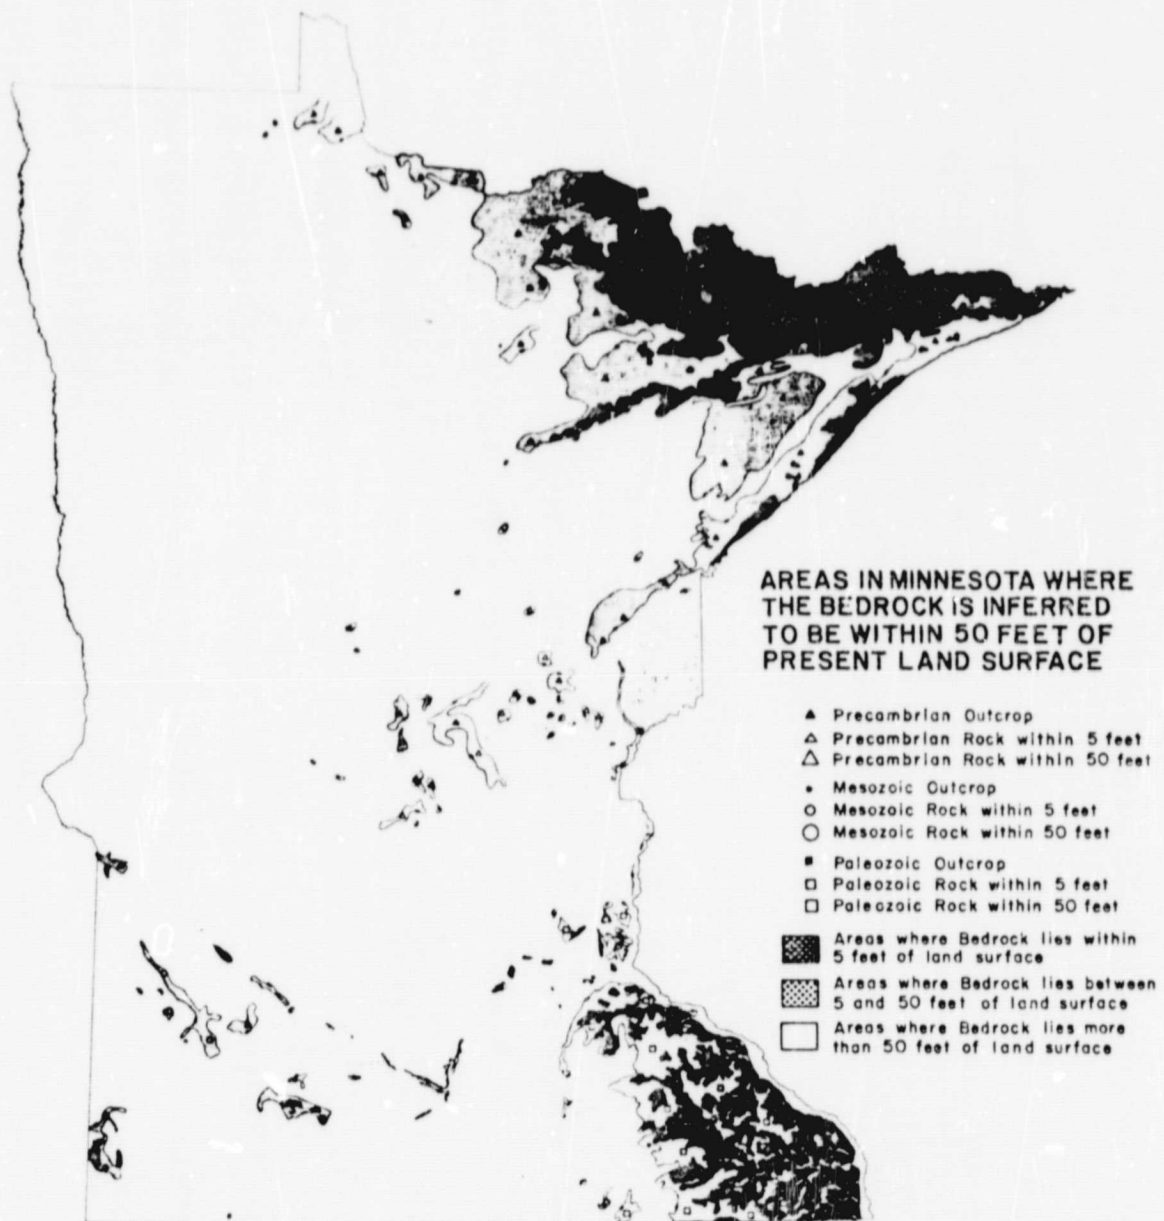 AREAS IN MINNESOTA WHERE
THE BEDROCK IS INFERRED
TO BE WITHIN 50 FEET OF
PRESENT LAND SURFACE
Precambrian Outcrop
Precambrian Rock within 5 feet
Precambrian Rock within 50 feet
Mesozoic Outcrop
Mesozoic Rock within 5 feet
Mesozoic Rock within 50 feet
Paleozoic Outcrop
Paleozoic Rock within 5 feet
Paleozoic Rock within 50 feet
Areas where Bedrock lies within
5 feet of land surface
Areas where Bedrock lies between
5 and 50 feet of land surface
Areas where Bedrock lies more
than 50 feet of land surface